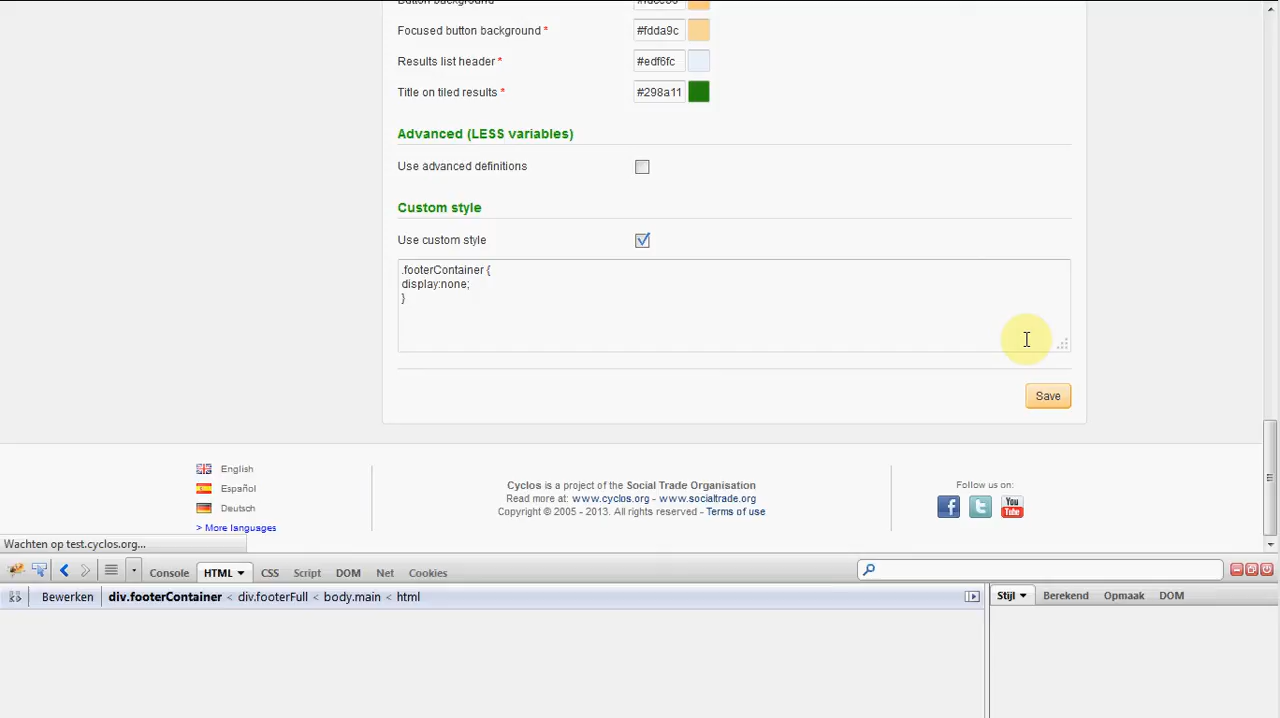 Focused button background *
#fdda9c
Results list header *
#edf6fc
Title on tiled results *
#298a11
Advanced (LESS variables)
Use advanced definitions
Custom style
Use custom style
.footerContainer {
display:none;
}
Save
English
Español
Deutsch
> More languages
Cyclos is a project of the Social Trade Organisation
Read more at: www.cyclos.org - www.socialtrade.org
Copyright © 2005 - 2013. All rights reserved - Terms of use
Follow us on:
You Tube
Wachten op test.cyclos.org...
Console HTML CSS Script DOM Net Cookies
Bewerken div.footerContainer < div.footerFull < body.main < html
Stijl Berekend Opmaak DOM